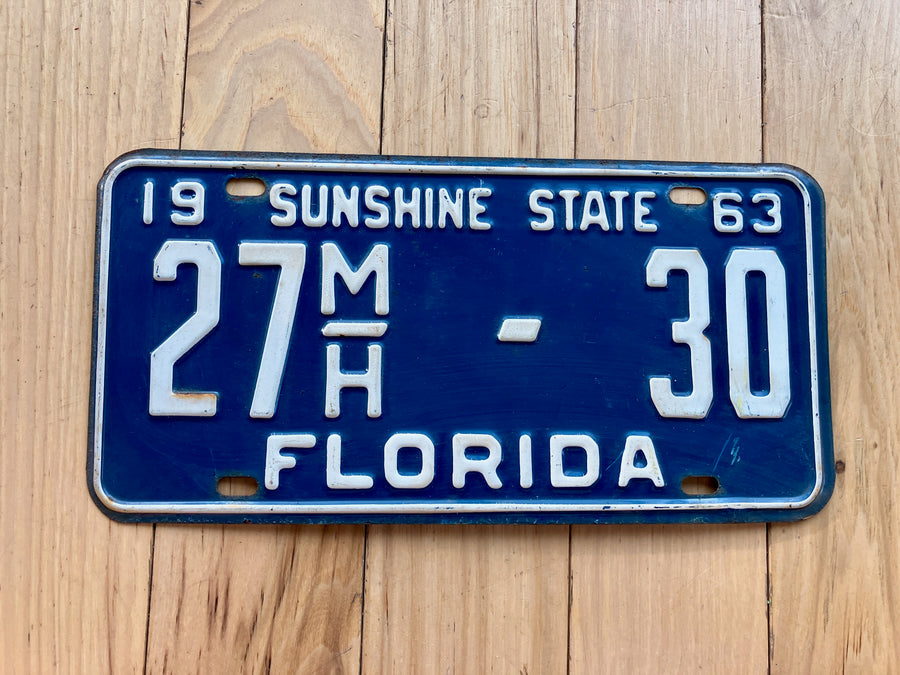 19 SUNSHINE STATE 63
27 M/H - 30
FLORIDA